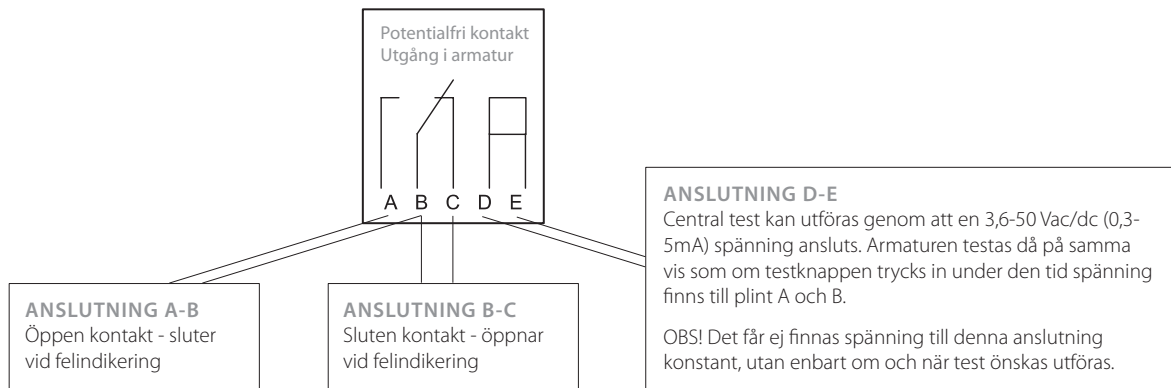 Potentialfri kontakt
Utgång i armatur
A B C D E
ANSLUTNING A-B
Öppen kontakt - sluter
vid felindikering
ANSLUTNING B-C
Sluten kontakt - öppnar
vid felindikering
ANSLUTNING D-E
Central test kan utföras genom att en 3,6-50 Vac/dc (0,3-
5mA) spänning ansluts. Armaturen testas då på samma
vis som om testknappen trycks in under den tid spänning
finns till plint A och B.
OBS! Det får ej finnas spänning till denna anslutning
konstant, utan enbart om och när test önskas utföras.